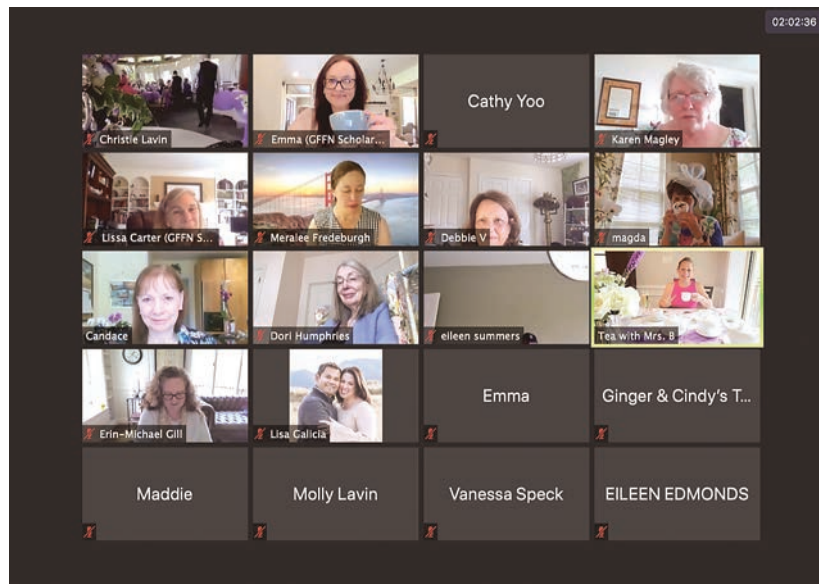 02:02:36
Christie Lavin
Emma (GFFN Scholar...
Cathy Yoo
Karen Magley
Lissa Carter (GFFN S...
Meralee Fredeburgh
Debbie V
magda
Candace
Dori Humphries
eileen summers
Tea with Mrs. B
Erin-Michael Gill
Lisa Galicia
Emma
Ginger & Cindy's T...
Maddie
Molly Lavin
Vanessa Speck
EILEEN EDMONDS